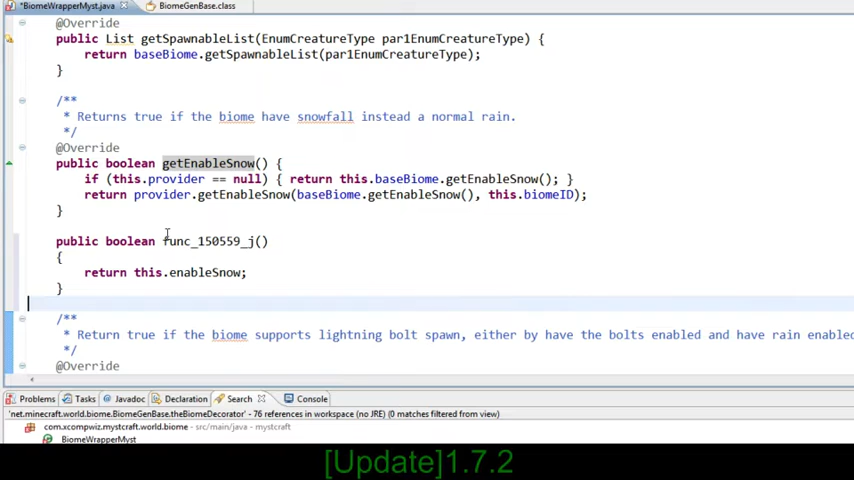 *BiomeWrapperMyst.java BiomeGenBase.class
@Override
public List getSpawnableList(EnumCreatureType par1EnumCreatureType) {
return baseBiome.getSpawnableList(par1EnumCreatureType);
}
/**
* Returns true if the biome have snowfall instead a normal rain.
*/
@Override
public boolean getEnableSnow() {
if (this.provider == null) { return this.baseBiome.getEnableSnow(); }
return provider.getEnableSnow(baseBiome.getEnableSnow(), this.biomeID);
}
public boolean func_150559_j()
{
return this.enableSnow;
}
/**
* Return true if the biome supports lightning bolt spawn, either by have the bolts enabled and have rain enabled
*/
@Override
Problems Tasks Javadoc Declaration Search Console
'net.minecraft.world.biome.BiomeGenBase.theBiomeDecorator' - 76 references in workspace (no JRE) (0 matches filtered from view)
com.xcompwiz.mystcraft.world.biome - src/main/java - mystcraft
BiomeWrapperMyst
[Update]1.7.2